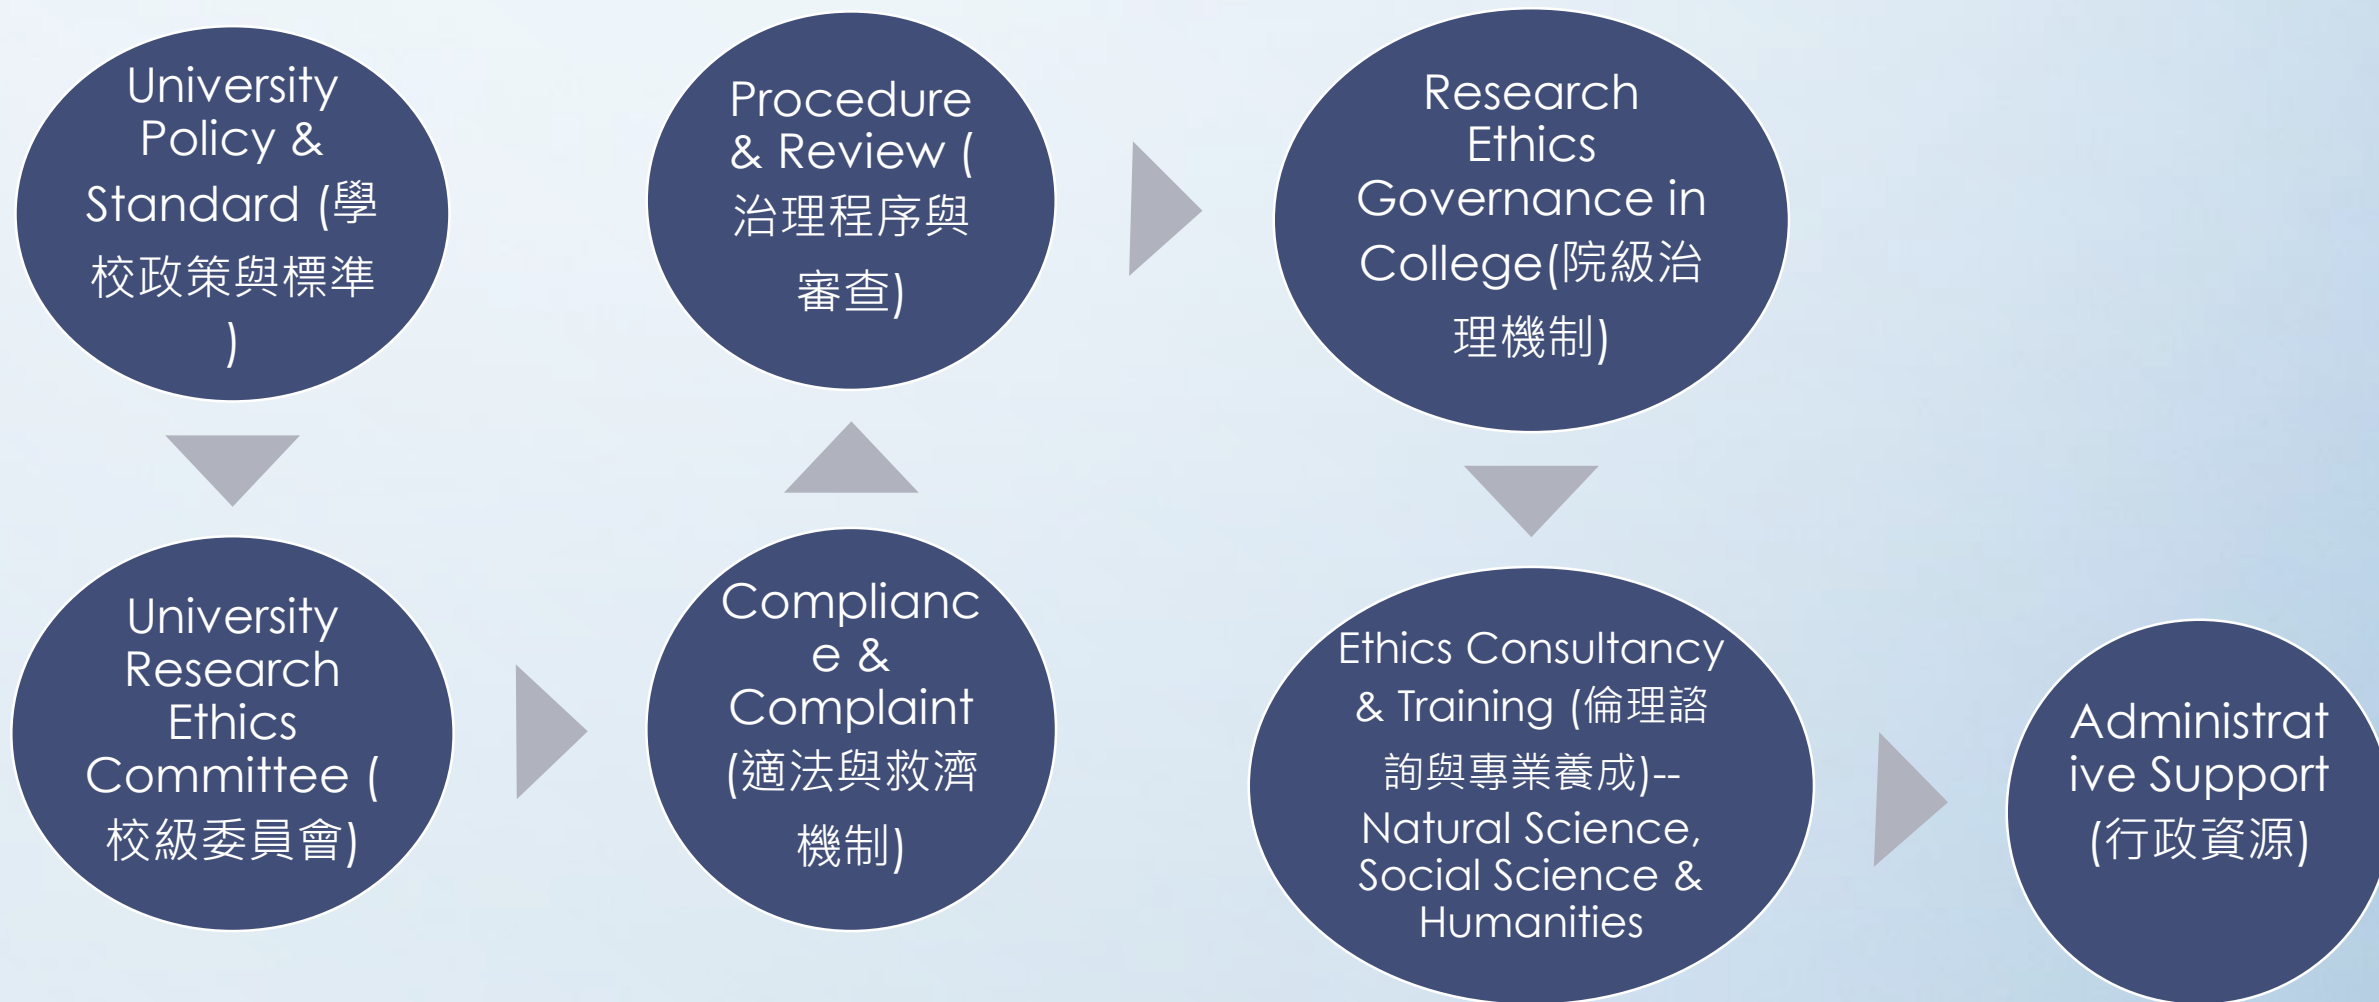 University
Policy &
Standard (學
校政策與標準
)
University
Research
Ethics
Committee (
校級委員會)
Complianc
e &
Complaint
(適法與救濟
機制)
Procedure
& Review (
治理程序與
審查)
Research
Ethics
Governance in
College(院級治
理機制)
Ethics Consultancy
& Training (倫理諮
詢與專業養成)--
Natural Science,
Social Science &
Humanities
Administrat
ive Support
(行政資源)